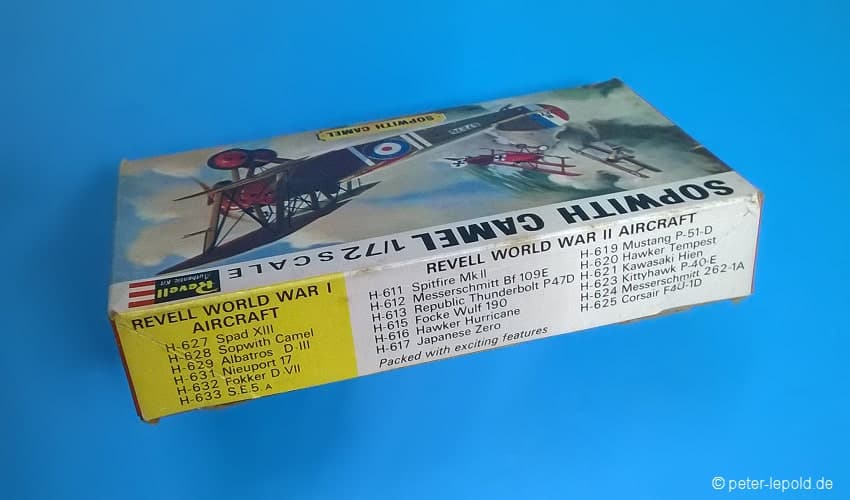 SOPWITH CAMEL
SOPWITH CAMEL 1/72 SCALE
Revell
Authentic Kit
REVELL WORLD WAR I
AIRCRAFT
H-627 Spad XIII
H-628 Sopwith Camel
H-629 Albatros D III
H-631 Nieuport 17
H-632 Fokker D.VII
H-633 S.E.5.A
REVELL WORLD WAR II AIRCRAFT
H-611 Spitfire Mk II
H-612 Messerschmitt Bf 109E
H-613 Republic Thunderbolt P47D
H-615 Focke Wulf 190
H-616 Hawker Hurricane
H-617 Japanese Zero
Packed with exciting features
H-619 Mustang P-51-D
H-620 Hawker Tempest
H-621 Kawasaki Hien
H-623 Kittyhawk P-40-E
H-624 Messerschmitt 262-1A
H-625 Corsair F4U-1D
© peter-lepold.de